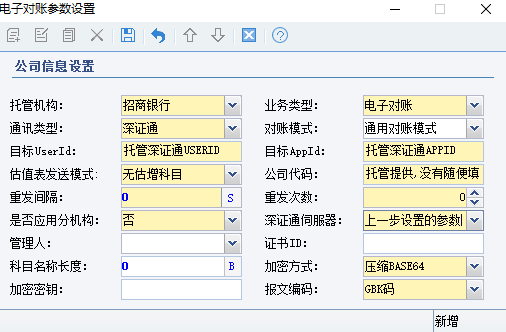 电子对账参数设置
公司信息设置
托管机构: 招商银行 业务类型: 电子对账
通讯类型: 深证通 对账模式: 通用对账模式
目标UserId: 托管深证通USERID 目标AppId: 托管深证通APPID
估值表发送模式: 无估增科目 公司代码: 托管提供,没有随便填
重发间隔: 0 S 重发次数: 0
是否应用分机构: 否 深证通伺服器: 上一步设置的参数
管理人: 证书ID:
科目名称长度: 0 B 加密方式: 压缩BASE64
加密密钥: 报文编码: GBK码
新增